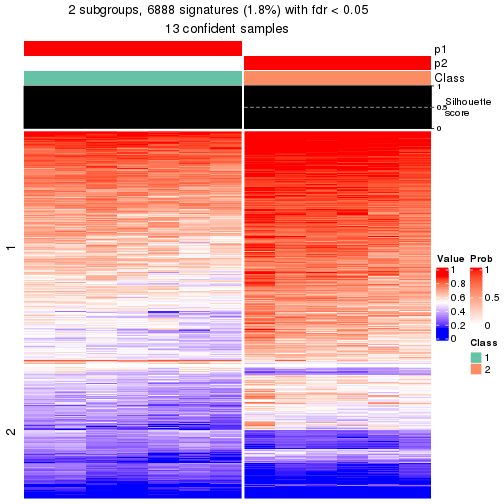 2 subgroups, 6888 signatures (1.8%) with fdr < 0.05
13 confident samples
p1
p2
Class
1
0.5
0
Silhouette
score
1
2
Value
1
0.8
0.6
0.4
0.2
0
Prob
1
0.5
0
Class
1
2